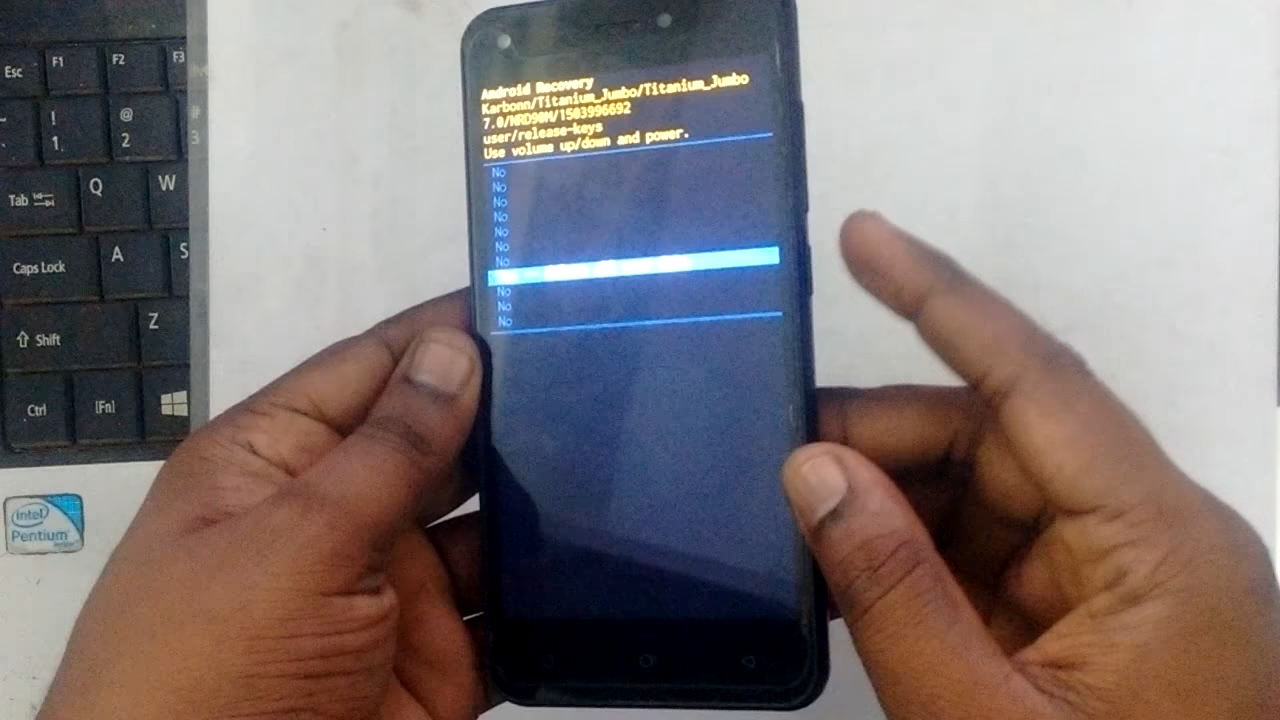 Esc F1 F2 F3
! 1 @ 2 # 3
Tab Q W
Caps Lock A S
Shift Z
Ctrl [Fn]
intel
Pentium
Android Recovery
Karbonn/Titanium_Jumbo/Titanium_Jumbo
7.0/NRD90M/1503996692
user/release-keys
Use volume up/down and power.
No
No
No
No
No
No
No
No
No
No